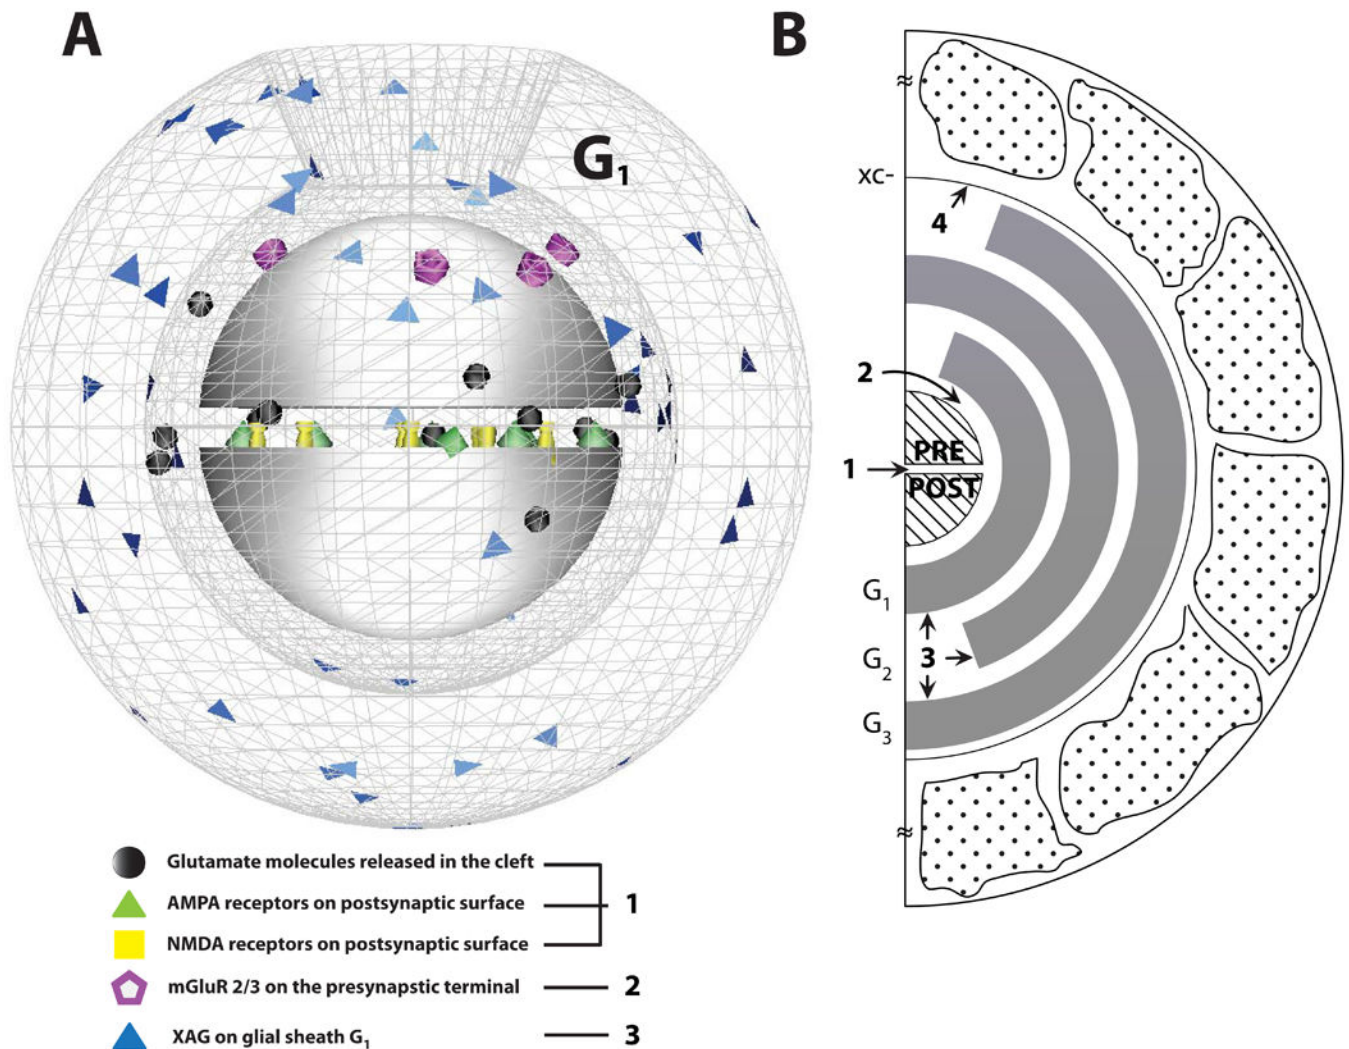 A
G1
B
XC-
4
2
PRE
1
POST
G1
G2
3
G3
Glutamate molecules released in the cleft
AMPA receptors on postsynaptic surface
1
NMDA receptors on postsynaptic surface
mGluR 2/3 on the presynapstic terminal
2
XAG on glial sheath G1
3